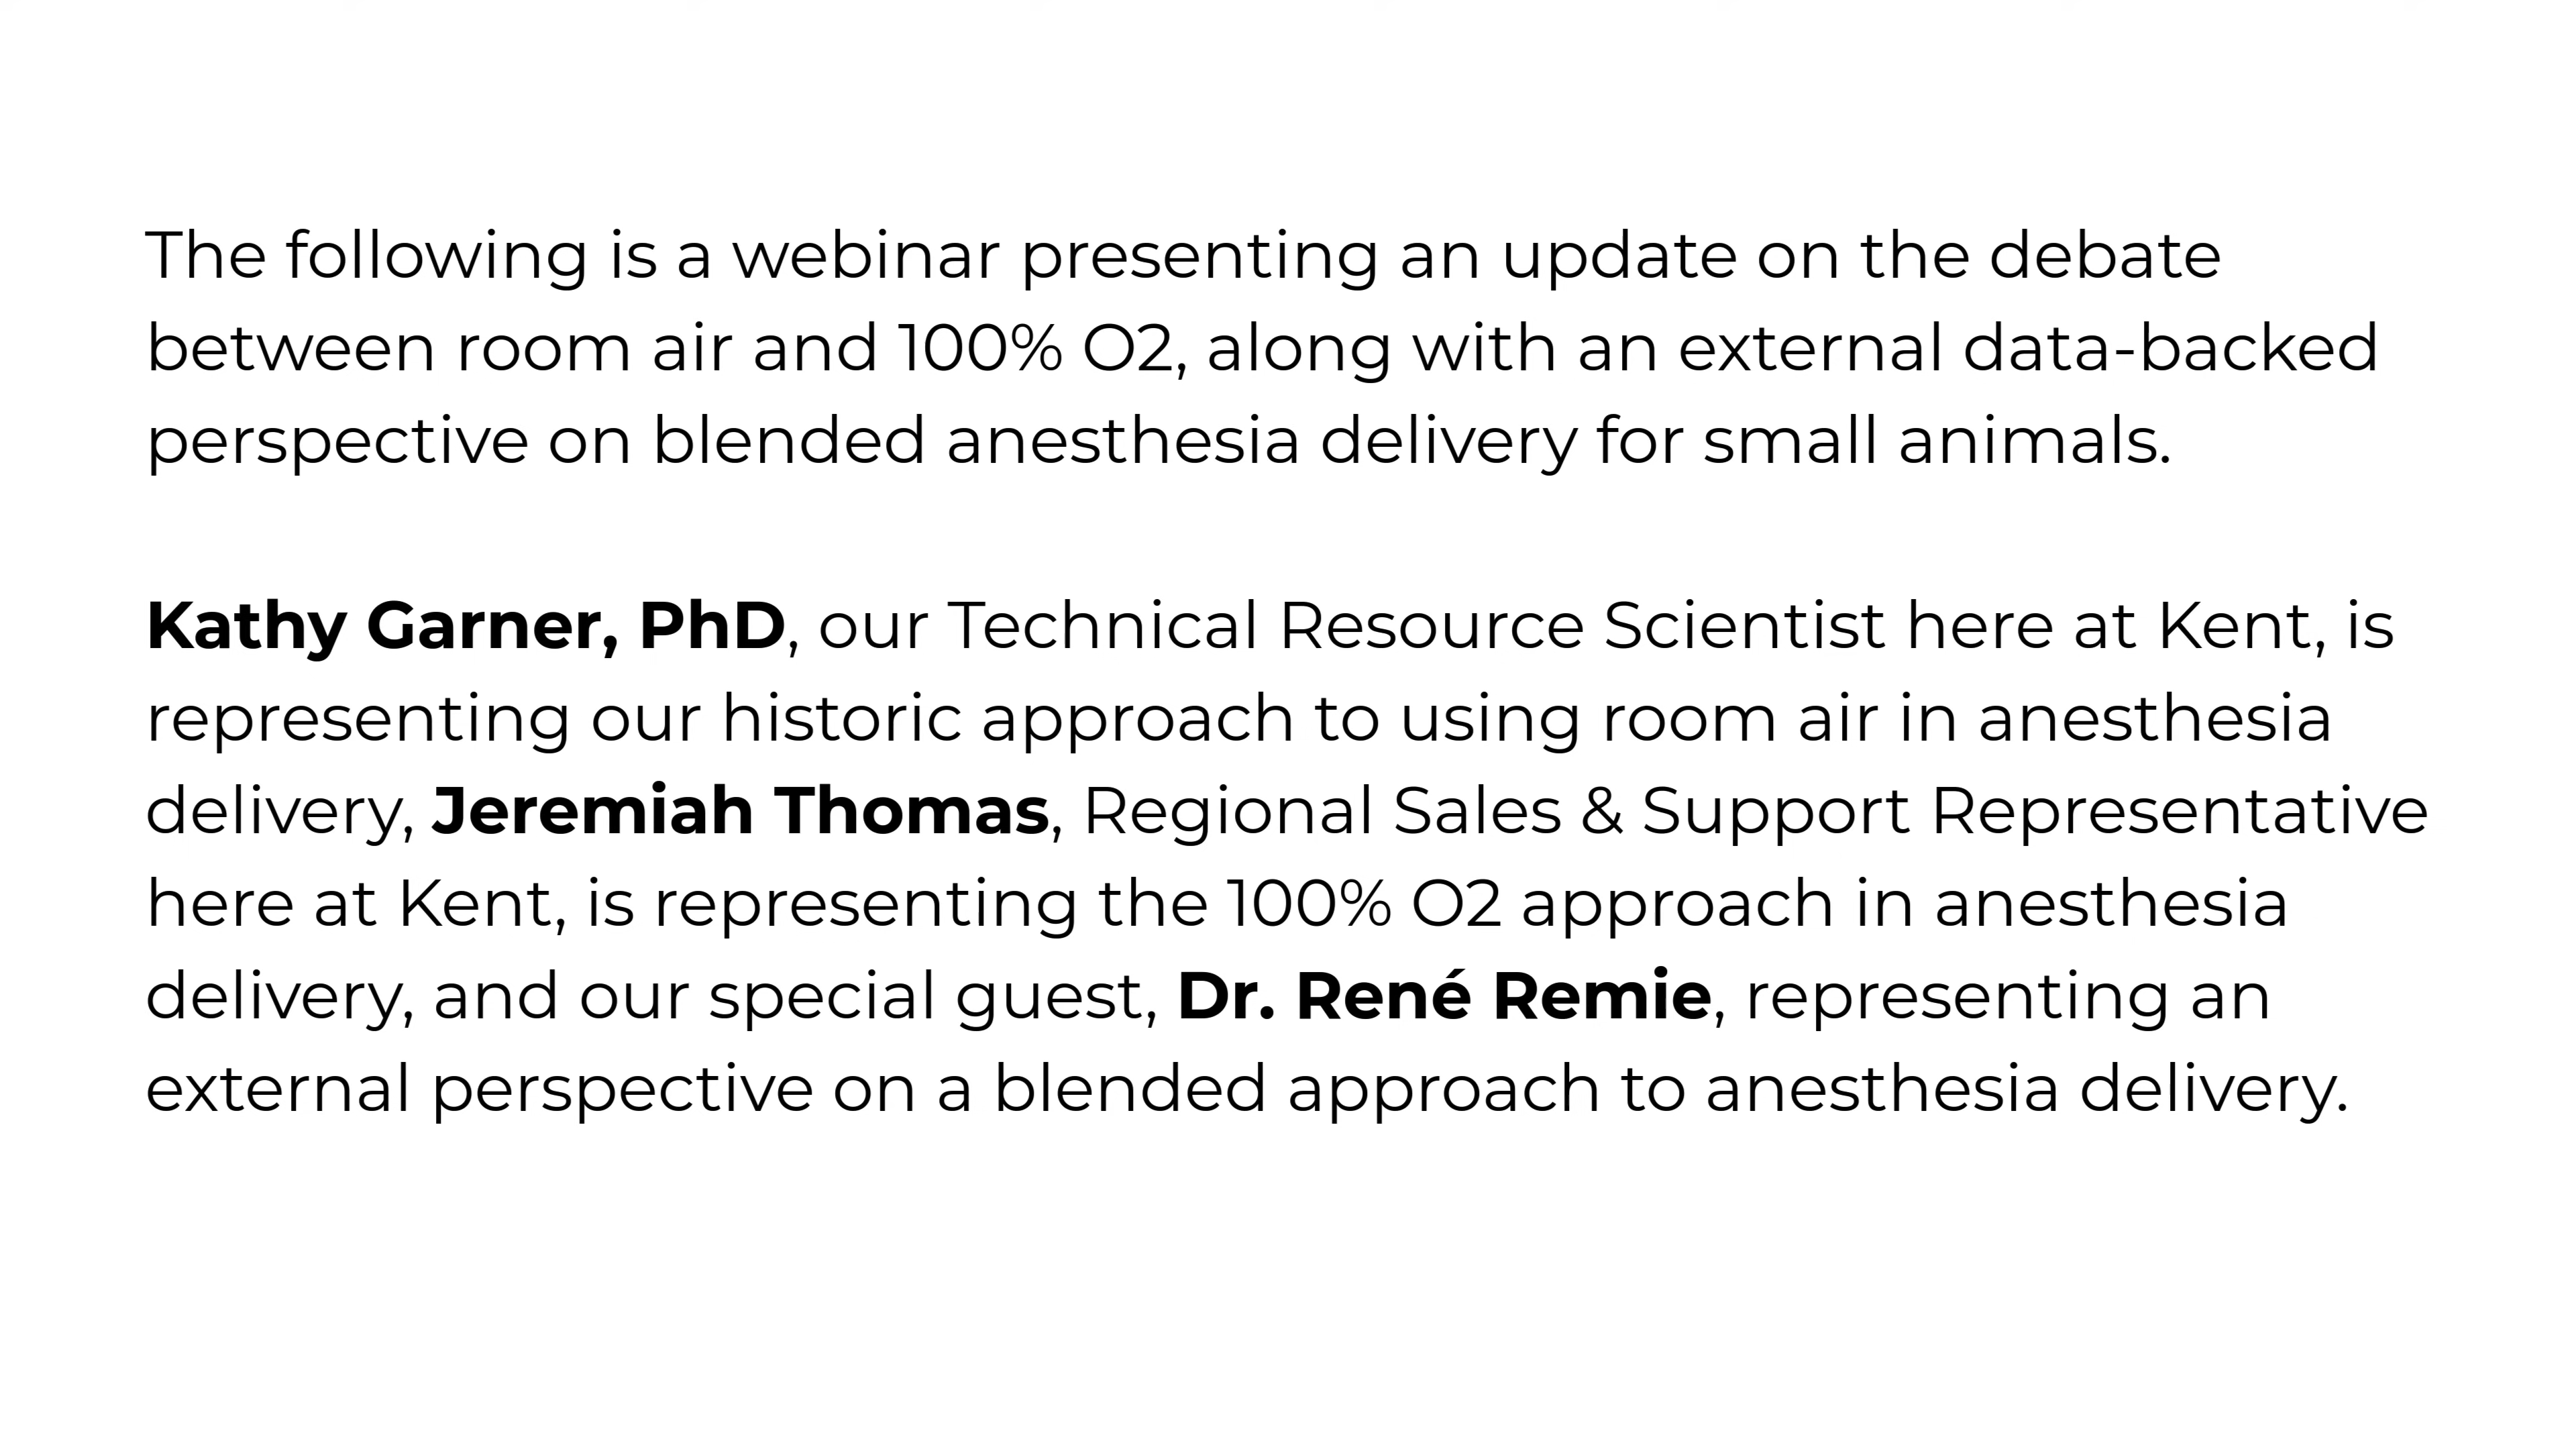 The following is a webinar presenting an update on the debate
between room air and 100% O2, along with an external data-backed
perspective on blended anesthesia delivery for small animals.
Kathy Garner, PhD, our Technical Resource Scientist here at Kent, is
representing our historic approach to using room air in anesthesia
delivery, Jeremiah Thomas, Regional Sales & Support Representative
here at Kent, is representing the 100% O2 approach in anesthesia
delivery, and our special guest, Dr. René Remie, representing an
external perspective on a blended approach to anesthesia delivery.